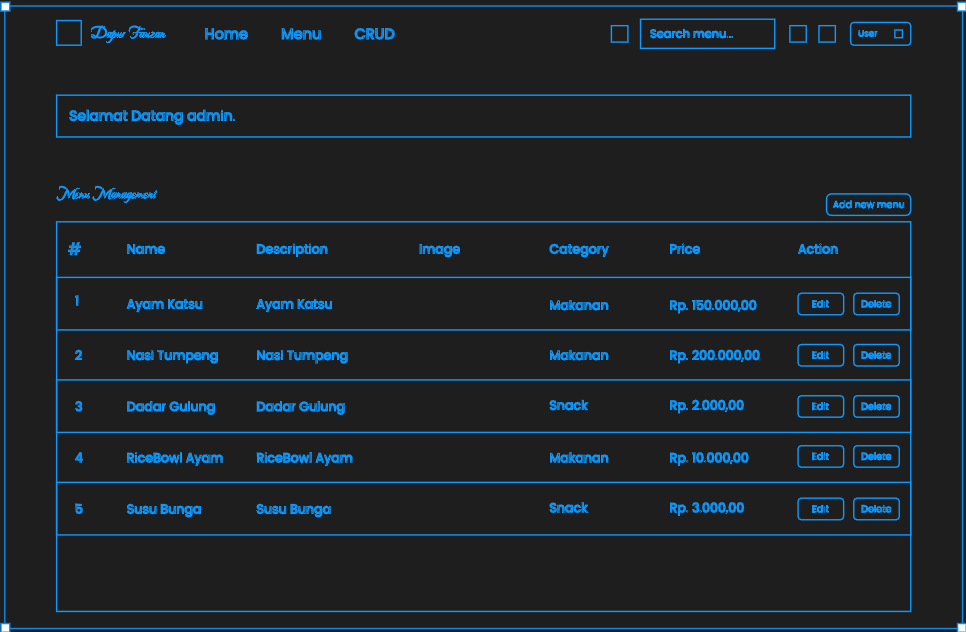 Dapur Fauzan Home Menu CRUD Search menu... User
Selamat Datang admin.
Menu Management
Add new menu
# Name Description Image Category Price Action
1 Ayam Katsu Ayam Katsu Makanan Rp. 150.000,00 Edit Delete
2 Nasi Tumpeng Nasi Tumpeng Makanan Rp. 200.000,00 Edit Delete
3 Dadar Gulung Dadar Gulung Snack Rp. 2.000,00 Edit Delete
4 RiceBowl Ayam RiceBowl Ayam Makanan Rp. 10.000,00 Edit Delete
5 Susu Bunga Susu Bunga Snack Rp. 3.000,00 Edit Delete